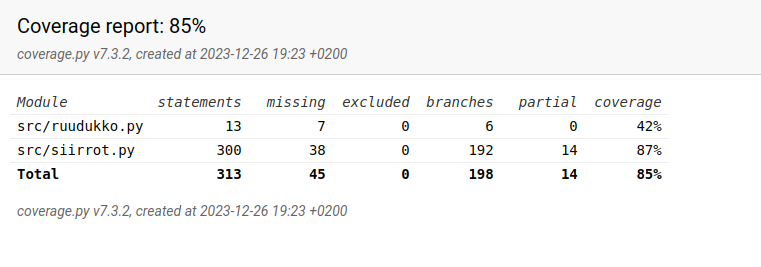 Coverage report: 85%
coverage.py v7.3.2, created at 2023-12-26 19:23 +0200
Module statements missing excluded branches partial coverage
src/ruudukko.py 13 7 0 6 0 42%
src/siirrot.py 300 38 0 192 14 87%
Total 313 45 0 198 14 85%
coverage.py v7.3.2, created at 2023-12-26 19:23 +0200